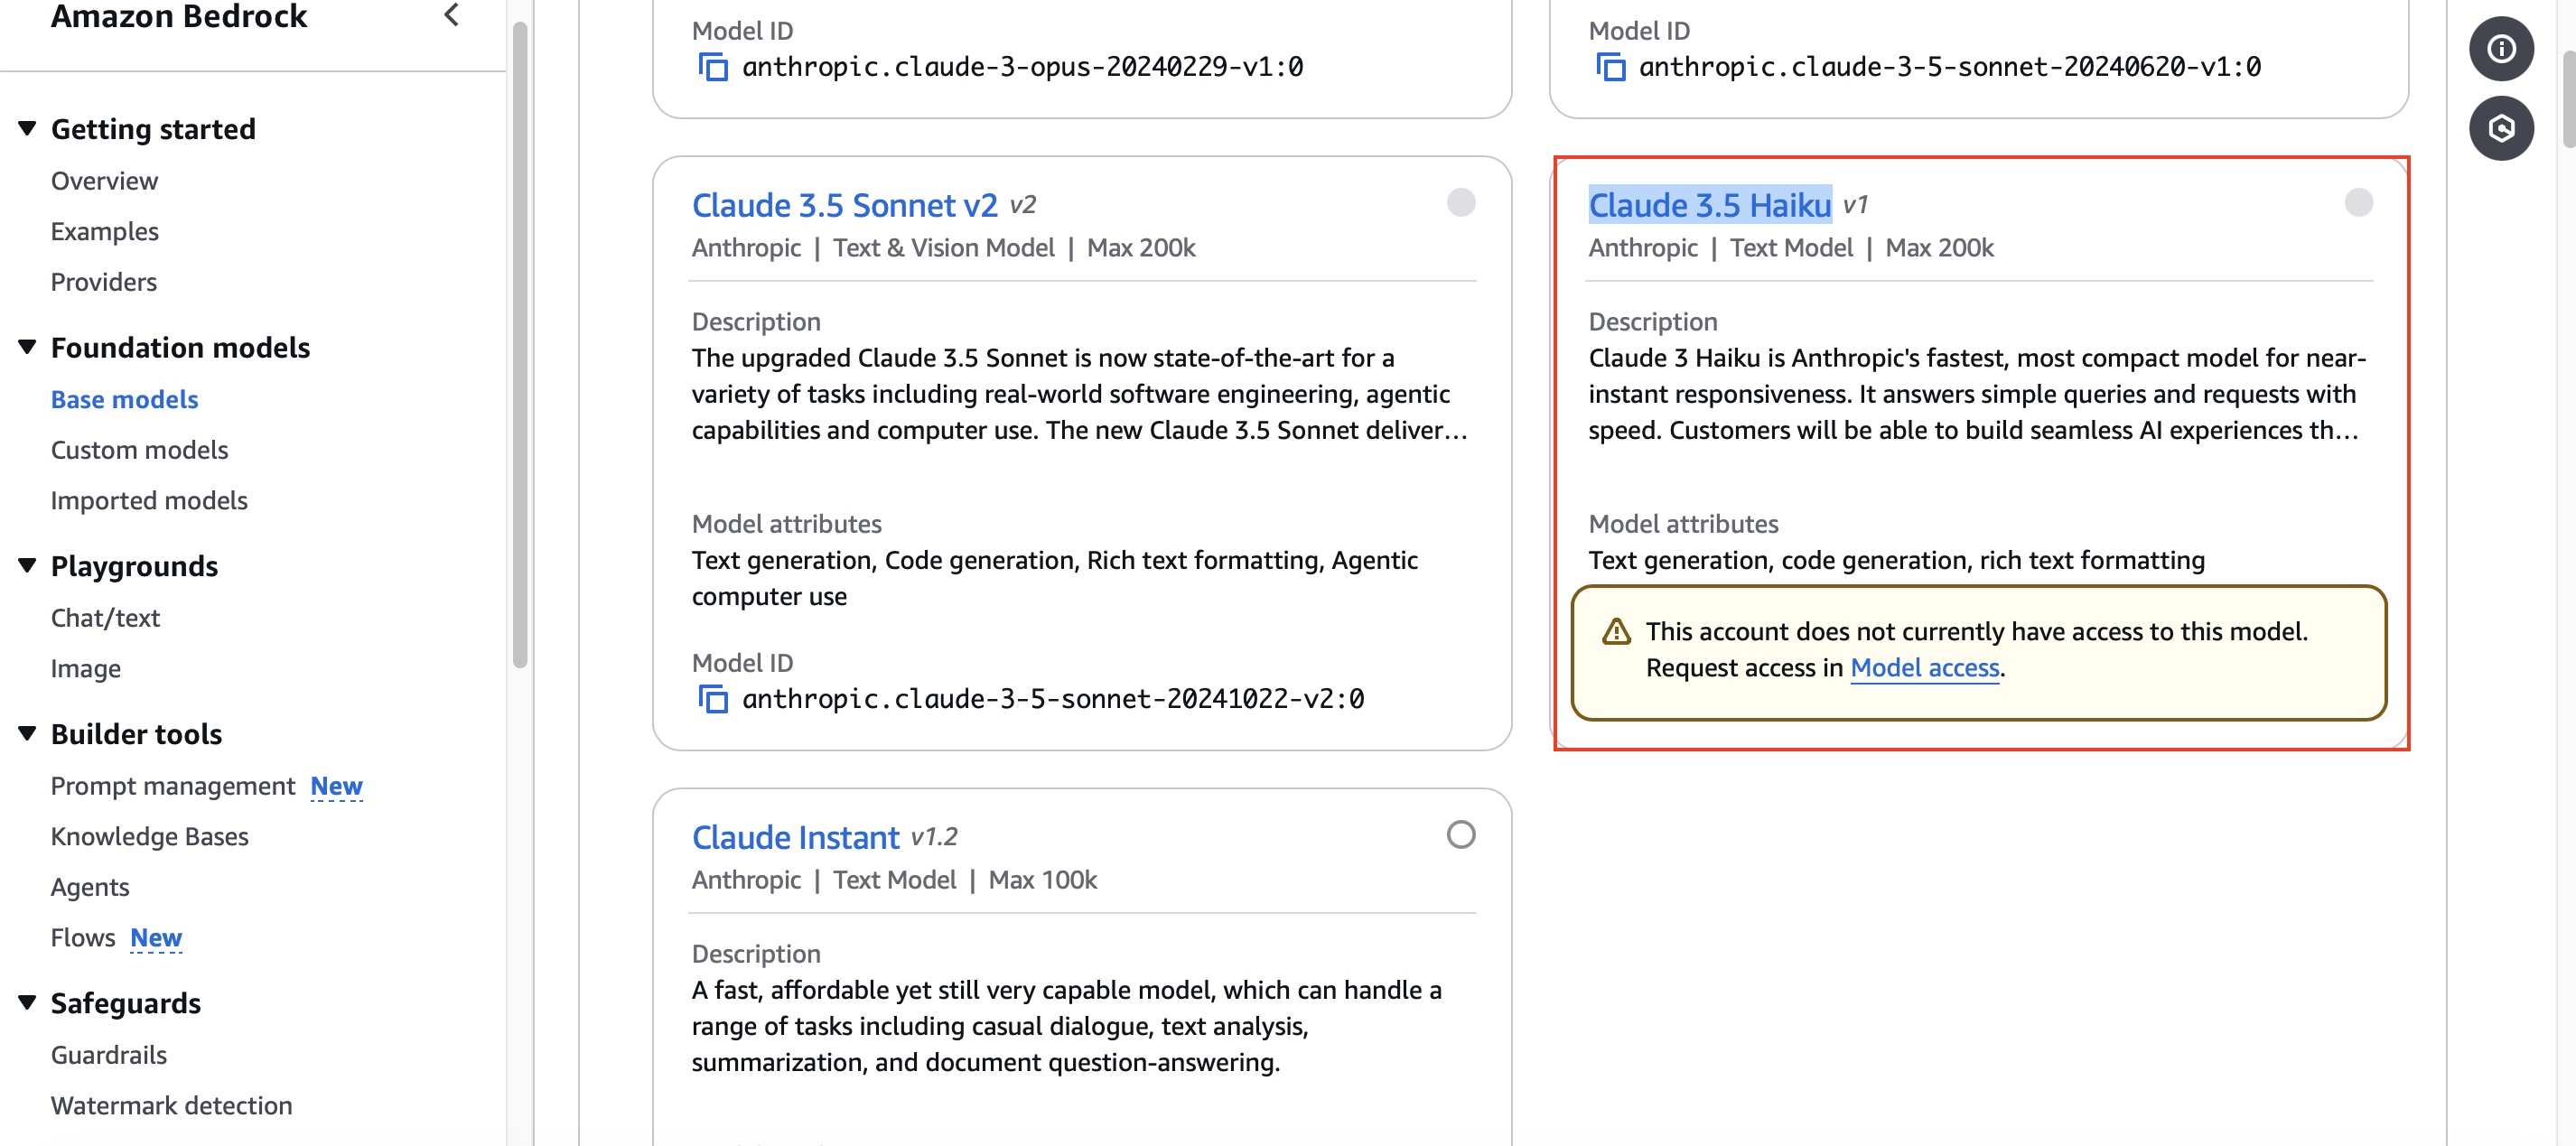 Amazon Bedrock
Getting started
Overview
Examples
Providers
Foundation models
Base models
Custom models
Imported models
Playgrounds
Chat/text
Image
Builder tools
Prompt management New
Knowledge Bases
Agents
Flows New
Safeguards
Guardrails
Watermark detection
Model ID
anthropic.claude-3-opus-20240229-v1:0
Model ID
anthropic.claude-3-5-sonnet-20240620-v1:0
Claude 3.5 Sonnet v2 v2
Anthropic | Text & Vision Model | Max 200k
Description
The upgraded Claude 3.5 Sonnet is now state-of-the-art for a
variety of tasks including real-world software engineering, agentic
capabilities and computer use. The new Claude 3.5 Sonnet deliver...
Model attributes
Text generation, Code generation, Rich text formatting, Agentic
computer use
Model ID
anthropic.claude-3-5-sonnet-20241022-v2:0
Claude 3.5 Haiku v1
Anthropic | Text Model | Max 200k
Description
Claude 3 Haiku is Anthropic's fastest, most compact model for near-
instant responsiveness. It answers simple queries and requests with
speed. Customers will be able to build seamless AI experiences th...
Model attributes
Text generation, code generation, rich text formatting
This account does not currently have access to this model.
Request access in Model access.
Claude Instant v1.2
Anthropic | Text Model | Max 100k
Description
A fast, affordable yet still very capable model, which can handle a
range of tasks including casual dialogue, text analysis,
summarization, and document question-answering.